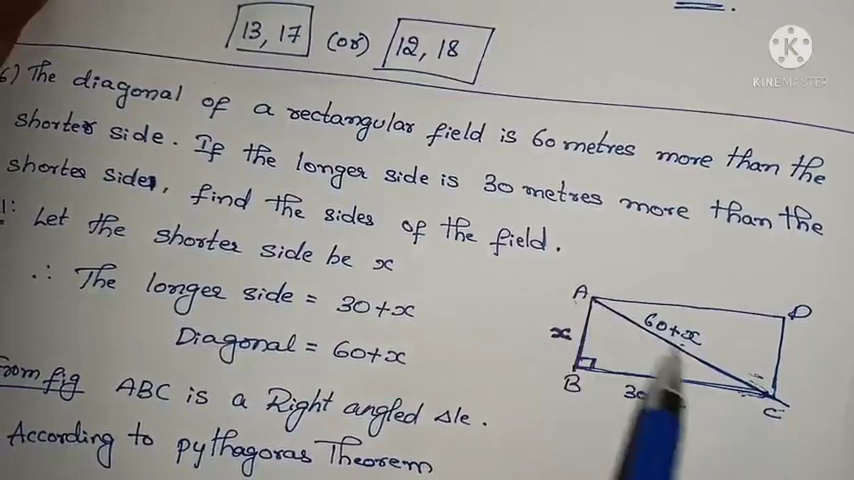 13, 17 (or) 12, 18
K
KINEMASTER
6) The diagonal of a rectangular field is 60 metres more than the
shorter side. If the longer side is 30 metres more than the
shorter side, find the sides of the field.
Let the shorter side be x
∴ The longer side = 30+x
Diagonal = 60+x
From fig ABC is a Right angled Δle.
According to pythagoras Theorem
A
D
60+x
x
B
30
C